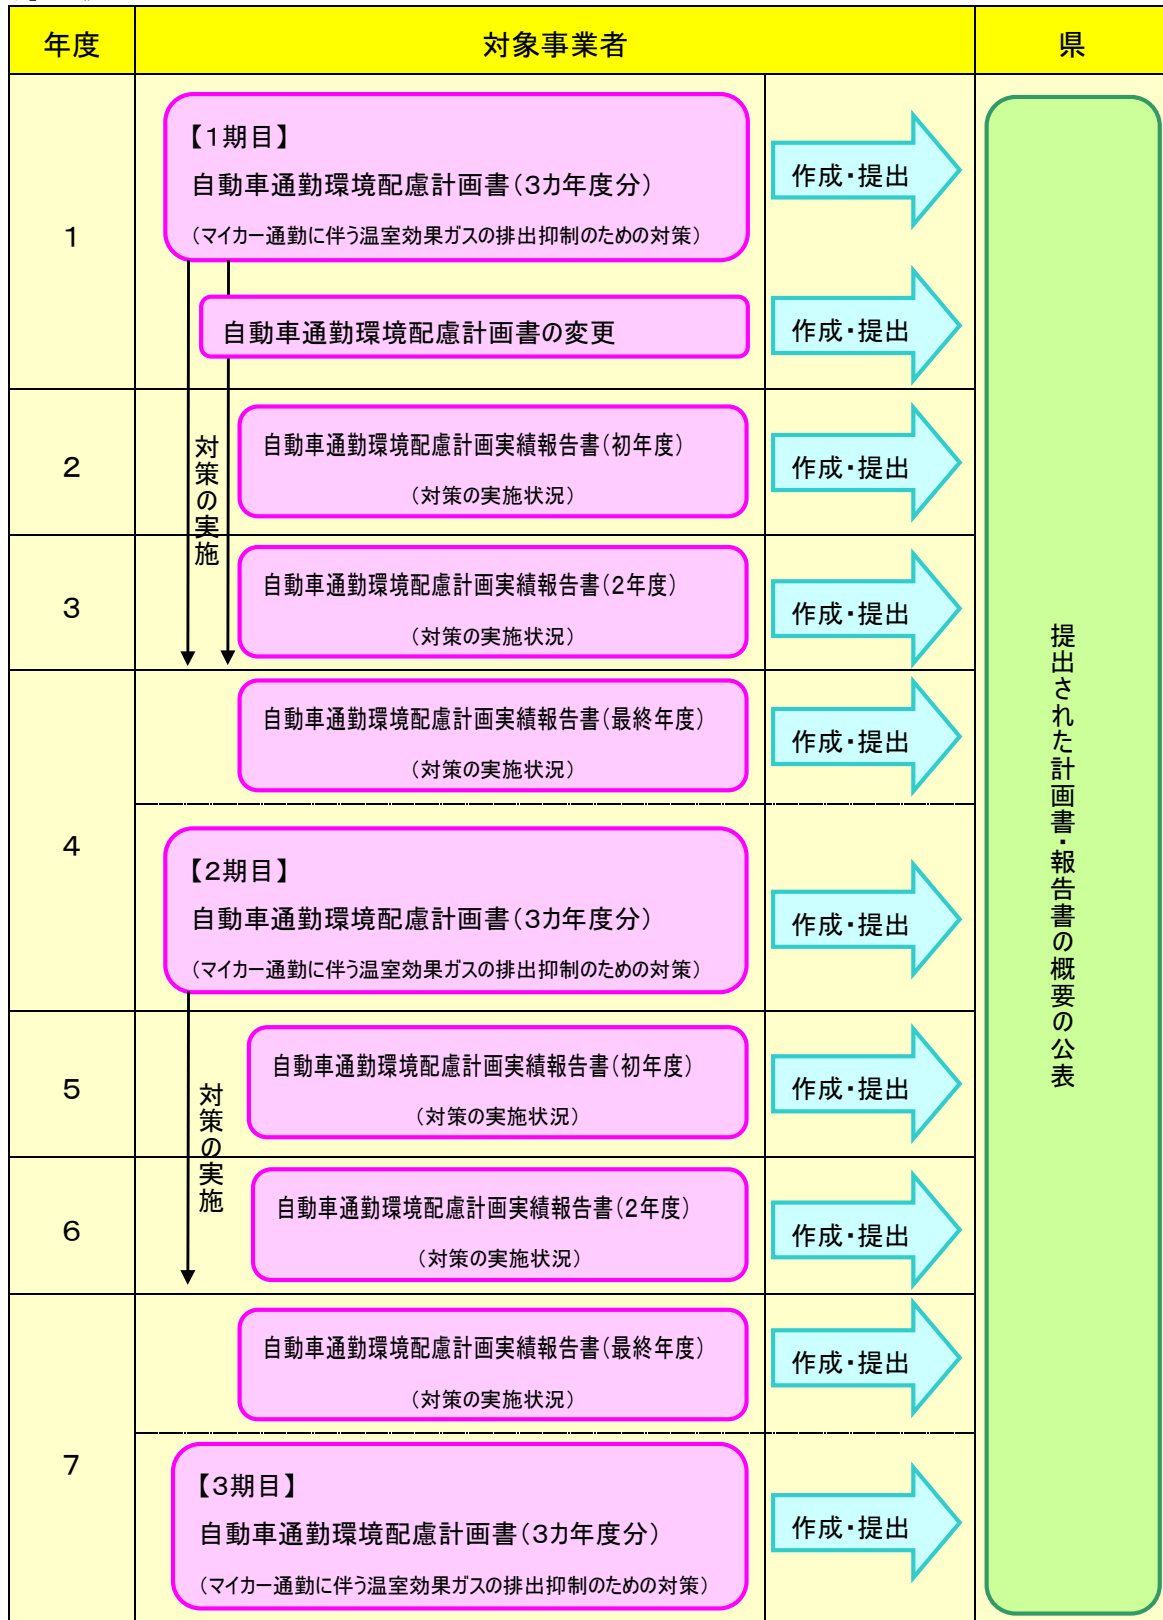 年度
対象事業者
県
1
【1期目】
自動車通勤環境配慮計画書（3カ年度分）
（マイカー通勤に伴う温室効果ガスの排出抑制のための対策）
作成・提出
自動車通勤環境配慮計画書の変更
作成・提出
対策の実施
2
自動車通勤環境配慮計画実績報告書（初年度）
（対策の実施状況）
作成・提出
3
自動車通勤環境配慮計画実績報告書（2年度）
（対策の実施状況）
作成・提出
4
自動車通勤環境配慮計画実績報告書（最終年度）
（対策の実施状況）
作成・提出
【2期目】
自動車通勤環境配慮計画書（3カ年度分）
（マイカー通勤に伴う温室効果ガスの排出抑制のための対策）
作成・提出
対策の実施
5
自動車通勤環境配慮計画実績報告書（初年度）
（対策の実施状況）
作成・提出
6
自動車通勤環境配慮計画実績報告書（2年度）
（対策の実施状況）
作成・提出
7
自動車通勤環境配慮計画実績報告書（最終年度）
（対策の実施状況）
作成・提出
【3期目】
自動車通勤環境配慮計画書（3カ年度分）
（マイカー通勤に伴う温室効果ガスの排出抑制のための対策）
作成・提出
提出された計画書・報告書の概要の公表